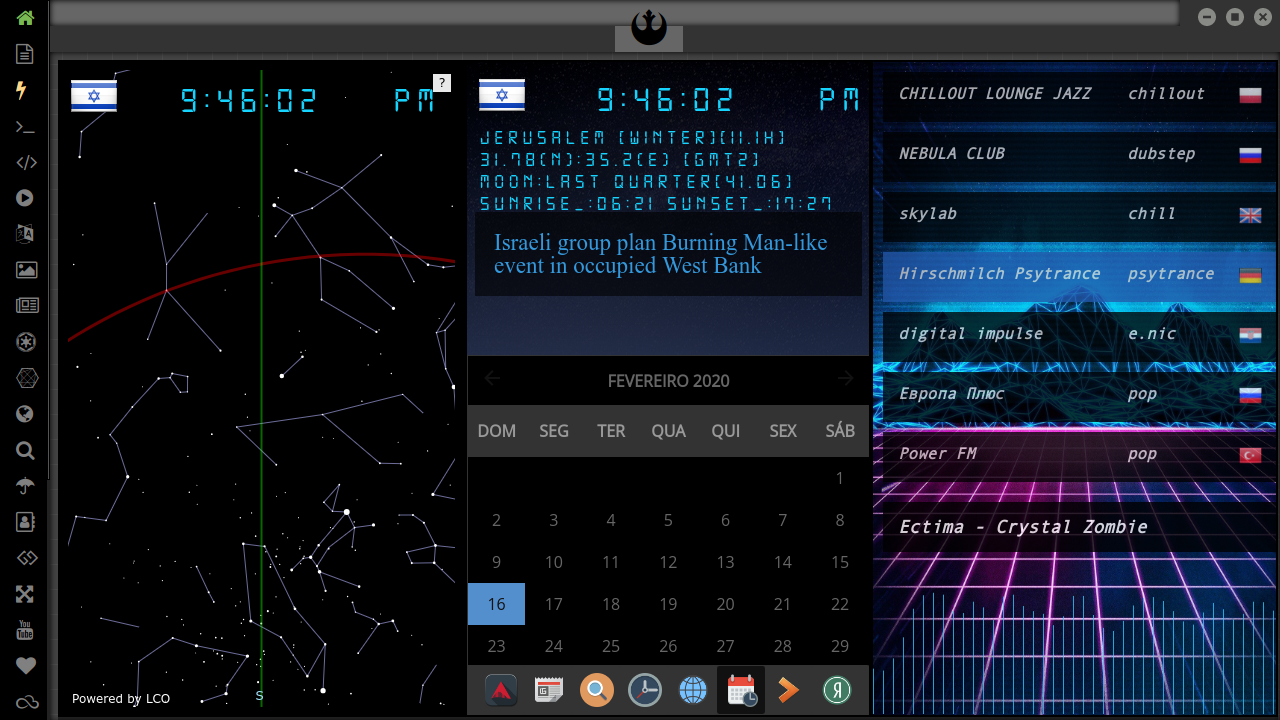 9:46:02 PM
?
S
Powered by LCO
9:46:02 PM
JERUSALEM [WINTER][11.1H]
31.78(N):35.2(E) [GMT2]
MOON:LAST QUARTER[41.06]
SUNRISE_:06:21 SUNSET_:17:27
Israeli group plan Burning Man-like
event in occupied West Bank
FEVEREIRO 2020
DOM SEG TER QUA QUI SEX SÁB
1
2 3 4 5 6 7 8
9 10 11 12 13 14 15
16 17 18 19 20 21 22
23 24 25 26 27 28 29
Я
CHILLOUT LOUNGE JAZZ chillout
NEBULA CLUB dubstep
skylab chill
Hirschmilch Psytrance psytrance
digital impulse e.nic
Европа Плюс pop
Power FM pop
Ectima - Crystal Zombie
You
Tube